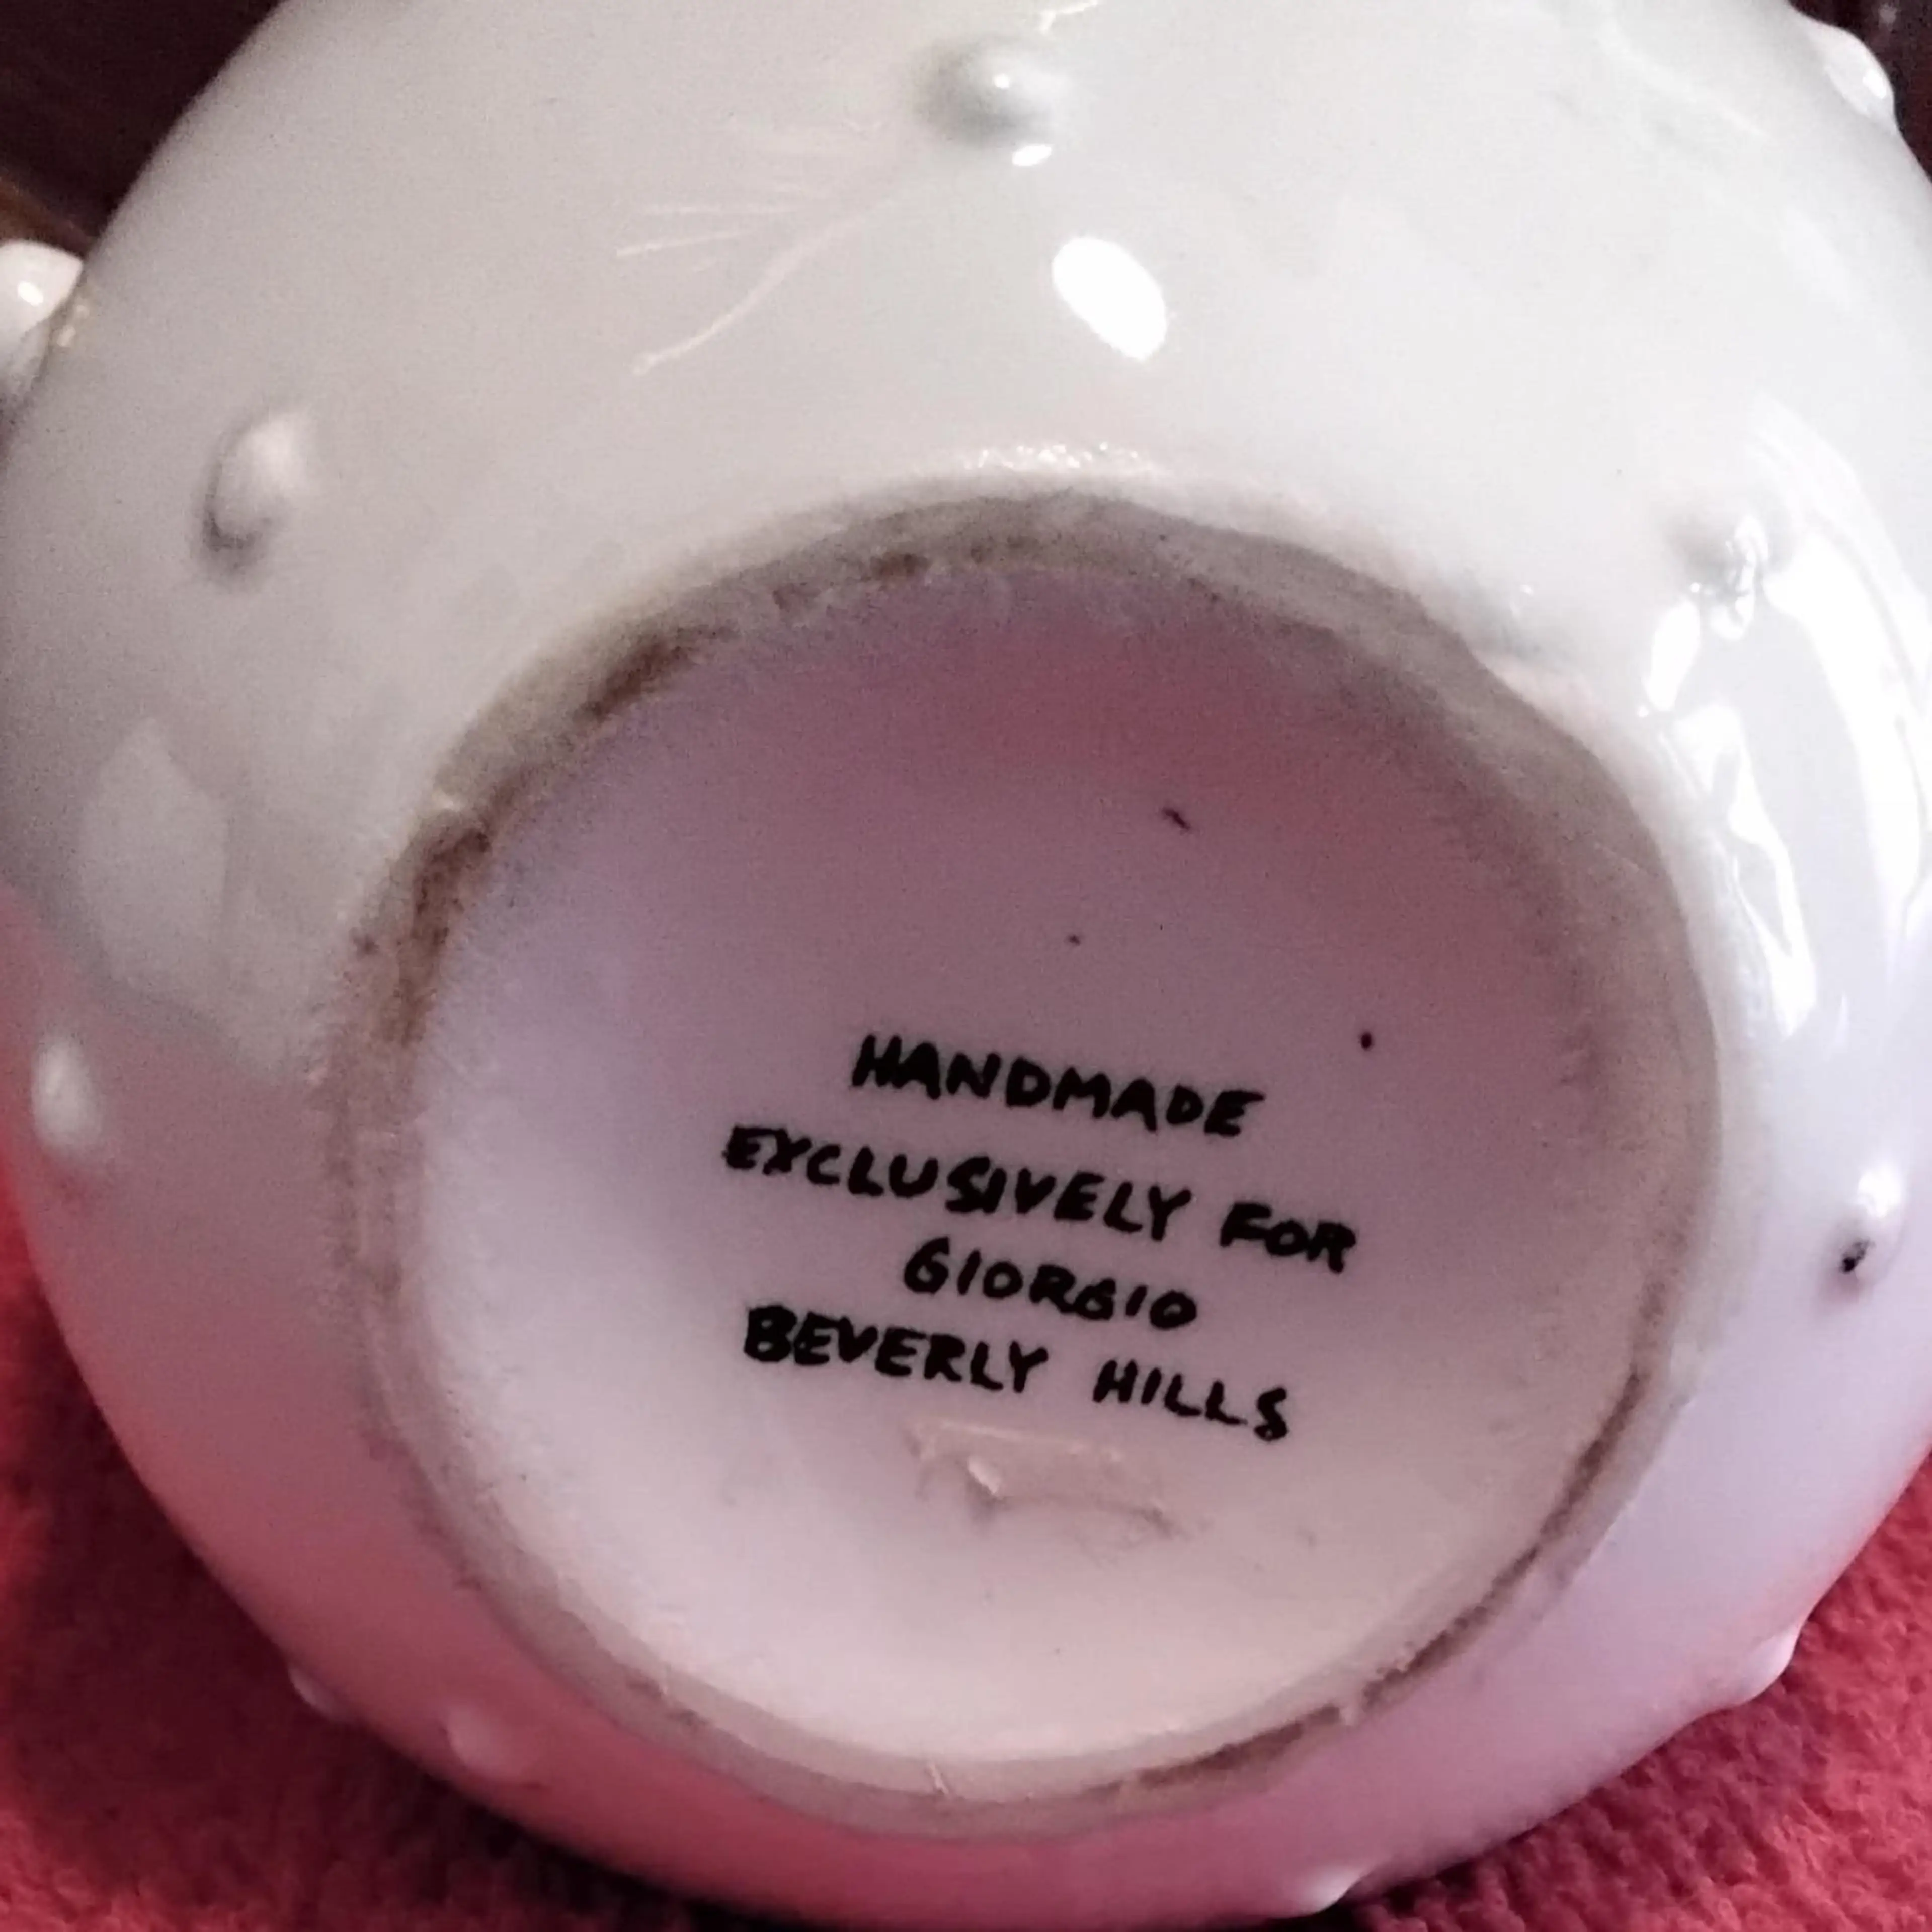 HANDMADE
EXCLUSIVELY FOR
GIORGIO
BEVERLY HILLS